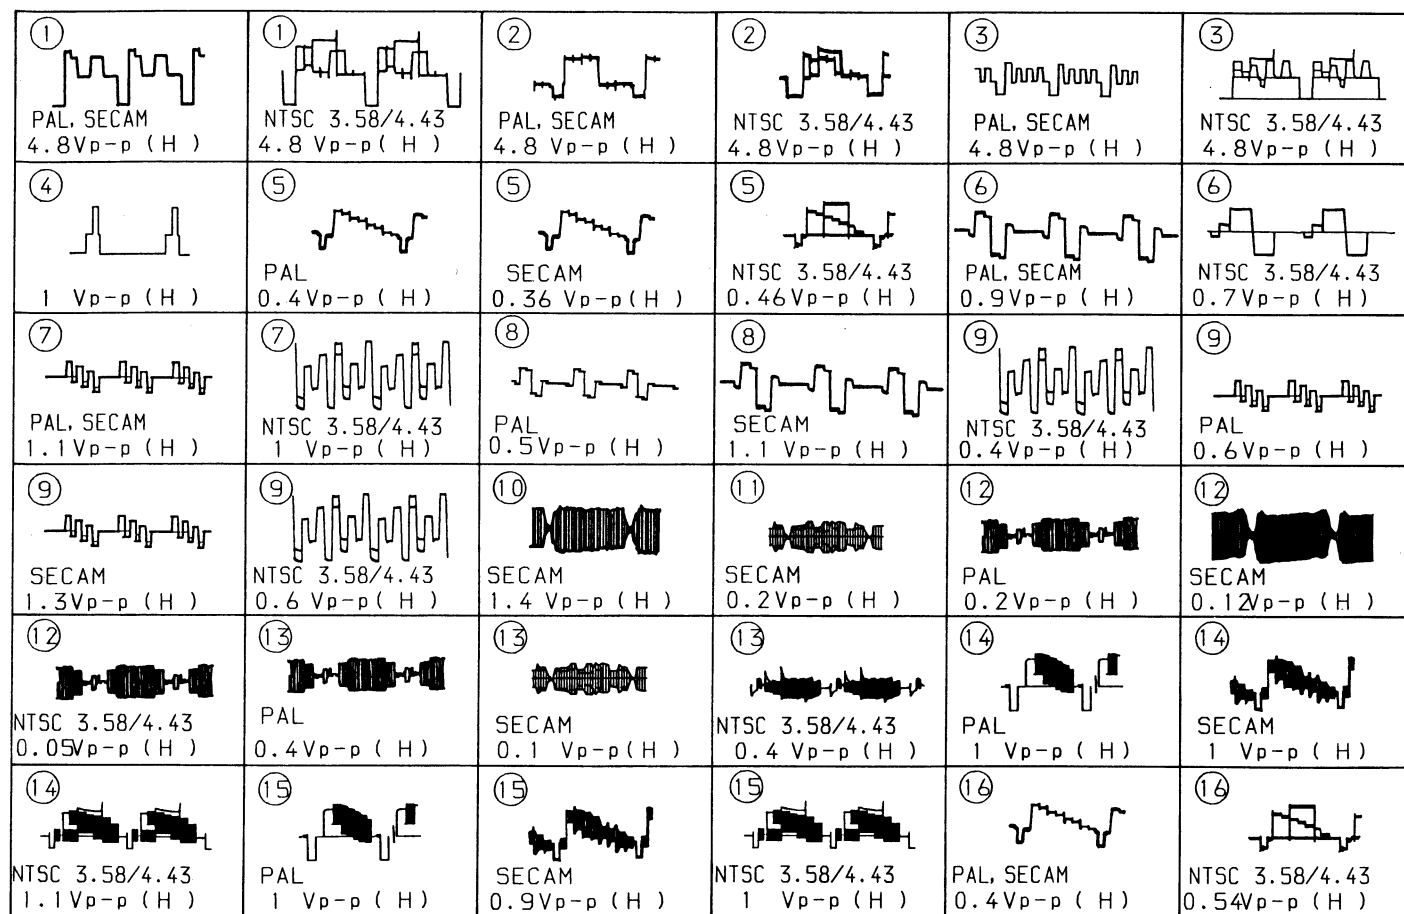 ①
PAL, SECAM
4.8Vp-p (H)
①
NTSC 3.58/4.43
4.8 Vp-p (H)
②
PAL, SECAM
4.8Vp-p (H)
②
NTSC 3.58/4.43
4.8Vp-p (H)
③
PAL, SECAM
4.8Vp-p (H)
③
NTSC 3.58/4.43
4.8Vp-p (H)
④
1 Vp-p (H)
⑤
PAL
0.4Vp-p (H)
⑤
SECAM
0.36 Vp-p(H)
⑤
NTSC 3.58/4.43
0.46Vp-p (H)
⑥
PAL, SECAM
0.9Vp-p (H)
⑥
NTSC 3.58/4.43
0.7Vp-p (H)
⑦
PAL, SECAM
1.1Vp-p (H)
⑦
NTSC 3.58/4.43
1 Vp-p (H)
⑧
PAL
0.5Vp-p (H)
⑧
SECAM
1.1 Vp-p (H)
⑨
NTSC 3.58/4.43
0.4Vp-p (H)
⑨
PAL
0.6Vp-p (H)
⑨
SECAM
1.3Vp-p (H)
⑨
NTSC 3.58/4.43
0.6 Vp-p (H)
⑩
SECAM
1.4 Vp-p (H)
⑪
SECAM
0.2Vp-p (H)
⑫
PAL
0.2Vp-p (H)
⑫
SECAM
0.12Vp-p (H)
⑫
NTSC 3.58/4.43
0.05Vp-p (H)
⑬
PAL
0.4Vp-p (H)
⑬
SECAM
0.1 Vp-p(H)
⑬
NTSC 3.58/4.43
0.4 Vp-p (H)
⑭
PAL
1 Vp-p (H)
⑭
SECAM
1 Vp-p (H)
⑭
NTSC 3.58/4.43
1.1Vp-p (H)
⑮
PAL
1 Vp-p (H)
⑮
SECAM
0.9Vp-p (H)
⑮
NTSC 3.58/4.43
1 Vp-p (H)
⑯
PAL, SECAM
0.4Vp-p (H)
⑯
NTSC 3.58/4.43
0.54Vp-p (H)